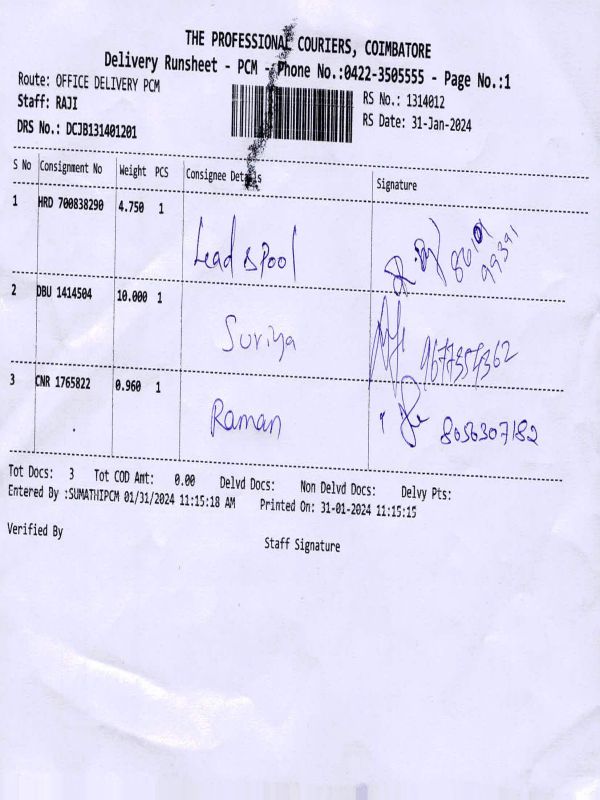 THE PROFESSIONAL COURIERS, COIMBATORE
Delivery Runsheet - PCM - Phone No.:0422-3505555 - Page No.:1
Route: OFFICE DELIVERY PCM
RS No.: 1314012
Staff: RAJI
RS Date: 31-Jan-2024
DRS No.: DCJB131401201
S No Consignment No Weight PCS Consignee Details Signature
1 HRD 700838290 4.750 1 Lead spool
99391
2 DBU 1414504 10.000 1 Suriya
3 CNR 1765822 0.960 1 Raman 8056307182
Tot Docs: 3 Tot COD Amt: 0.00 Delvd Docs: Non Delvd Docs: Delvy Pts:
Entered By :SUMATHIPCM 01/31/2024 11:15:18 AM Printed On: 31-01-2024 11:15:15
Verified By
Staff Signature